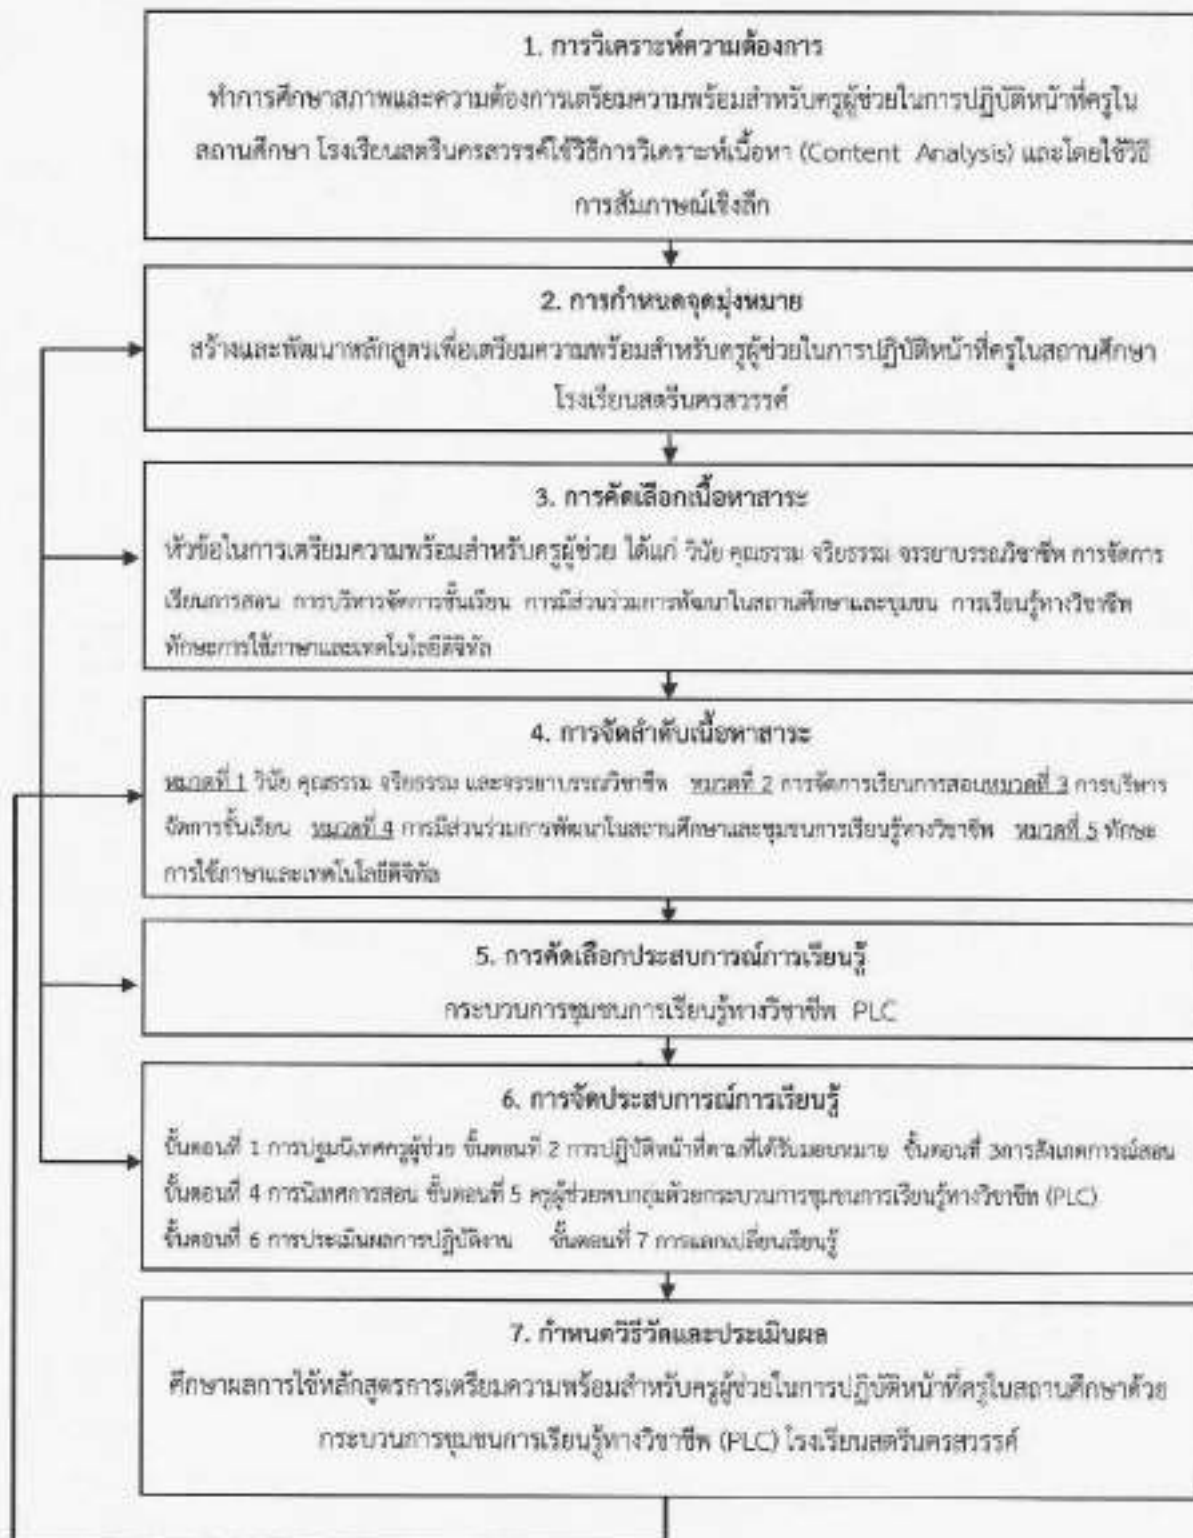 1. การวิเคราะห์ความต้องการ
ทำการศึกษาสภาพและความต้องการเตรียมความพร้อมสำหรับครูผู้ช่วยในการปฏิบัติหน้าที่ครูใน
สถานศึกษา โรงเรียนสตรีนครสวรรค์ใช้วิธีการวิเคราะห์เนื้อหา (Content Analysis) และโดยใช้วิธี
การสัมภาษณ์เชิงลึก
2. การกำหนดจุดมุ่งหมาย
สร้างและพัฒนาหลักสูตรเพื่อเตรียมความพร้อมสำหรับครูผู้ช่วยในการปฏิบัติหน้าที่ครูในสถานศึกษา
โรงเรียนสตรีนครสวรรค์
3. การคัดเลือกเนื้อหาสาระ
หัวข้อในการเตรียมความพร้อมสำหรับครูผู้ช่วย ได้แก่ วินัย คุณธรรม จริยธรรม จรรยาบรรณวิชาชีพ การจัดการ
เรียนการสอน การบริหารจัดการชั้นเรียน การมีส่วนร่วมการพัฒนาในสถานศึกษาและชุมชน การเรียนรู้ทางวิชาชีพ
ทักษะการใช้ภาษาและเทคโนโลยีดิจิทัล
4. การจัดลำดับเนื้อหาสาระ
หมวดที่ 1 วินัย คุณธรรม จริยธรรม และจรรยาบรรณวิชาชีพ หมวดที่ 2 การจัดการเรียนการสอนหมวดที่ 3 การบริหาร
จัดการชั้นเรียน หมวดที่ 4 การมีส่วนร่วมการพัฒนาในสถานศึกษาและชุมชนการเรียนรู้ทางวิชาชีพ หมวดที่ 5 ทักษะ
การใช้ภาษาและเทคโนโลยีดิจิทัล
5. การคัดเลือกประสบการณ์การเรียนรู้
กระบวนการชุมชนการเรียนรู้ทางวิชาชีพ PLC
6. การจัดประสบการณ์การเรียนรู้
ขั้นตอนที่ 1 การปฐมนิเทศครูผู้ช่วย ขั้นตอนที่ 2 การปฏิบัติหน้าที่ตามที่ได้รับมอบหมาย ขั้นตอนที่ 3การสังเกตการณ์สอน
ขั้นตอนที่ 4 การนิเทศการสอน ขั้นตอนที่ 5 ครูผู้ช่วยพบกลุ่มด้วยกระบวนการชุมชนการเรียนรู้ทางวิชาชีพ (PLC)
ขั้นตอนที่ 6 การประเมินผลการปฏิบัติงาน ขั้นตอนที่ 7 การแลกเปลี่ยนเรียนรู้
7. กำหนดวิธีวัดและประเมินผล
ศึกษาผลการใช้หลักสูตรการเตรียมความพร้อมสำหรับครูผู้ช่วยในการปฏิบัติหน้าที่ครูในสถานศึกษาด้วย
กระบวนการชุมชนการเรียนรู้ทางวิชาชีพ (PLC) โรงเรียนสตรีนครสวรรค์